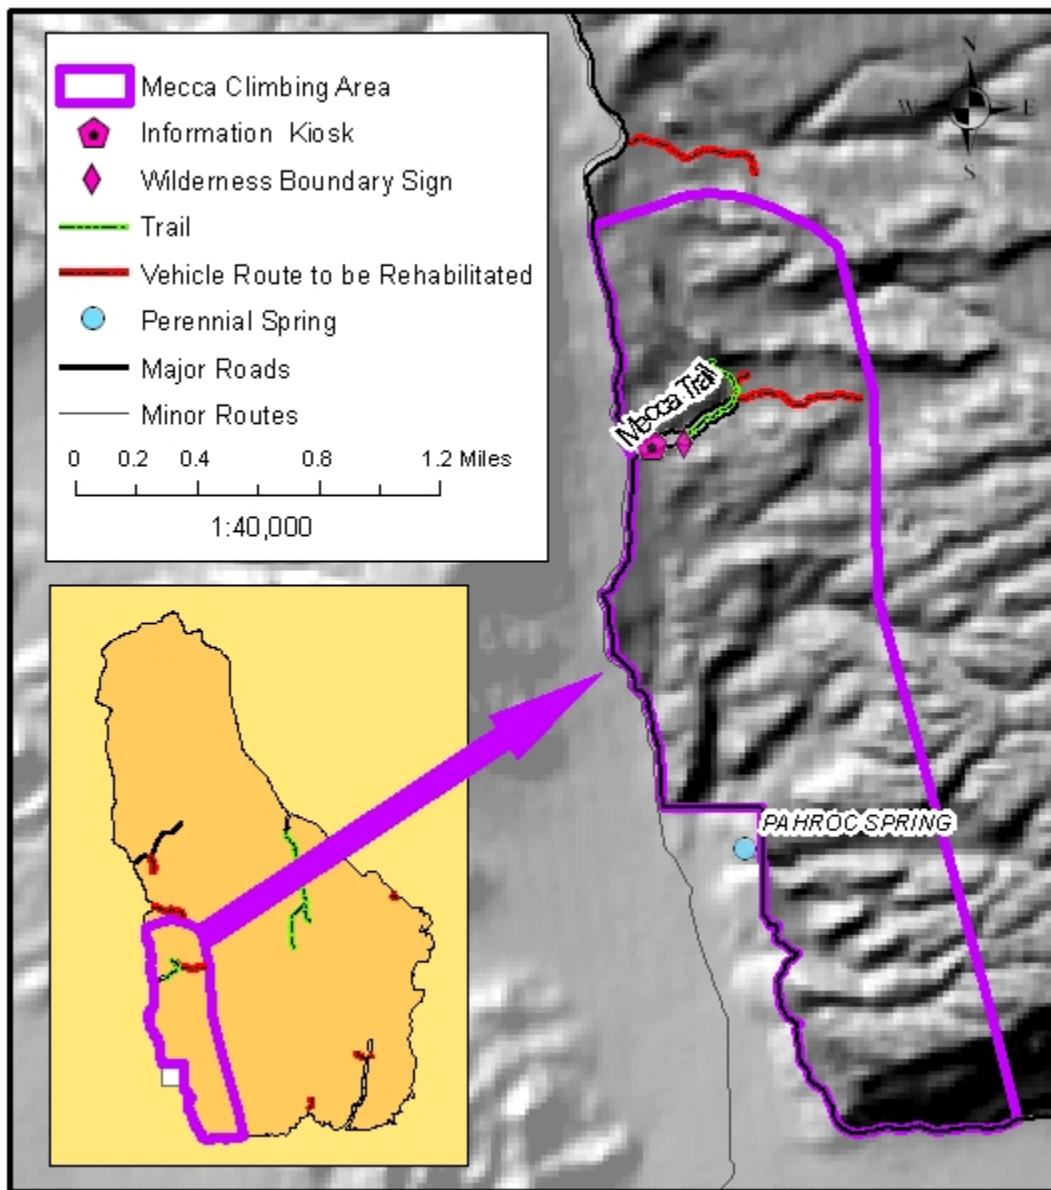 Mecca Climbing Area
Information Kiosk
Wilderness Boundary Sign
Trail
Vehicle Route to be Rehabilitated
Perennial Spring
Major Roads
Minor Routes
0 0.2 0.4 0.8 1.2 Miles
1:40,000
N
W E
S
Mecca Trail
PAHROC SPRING